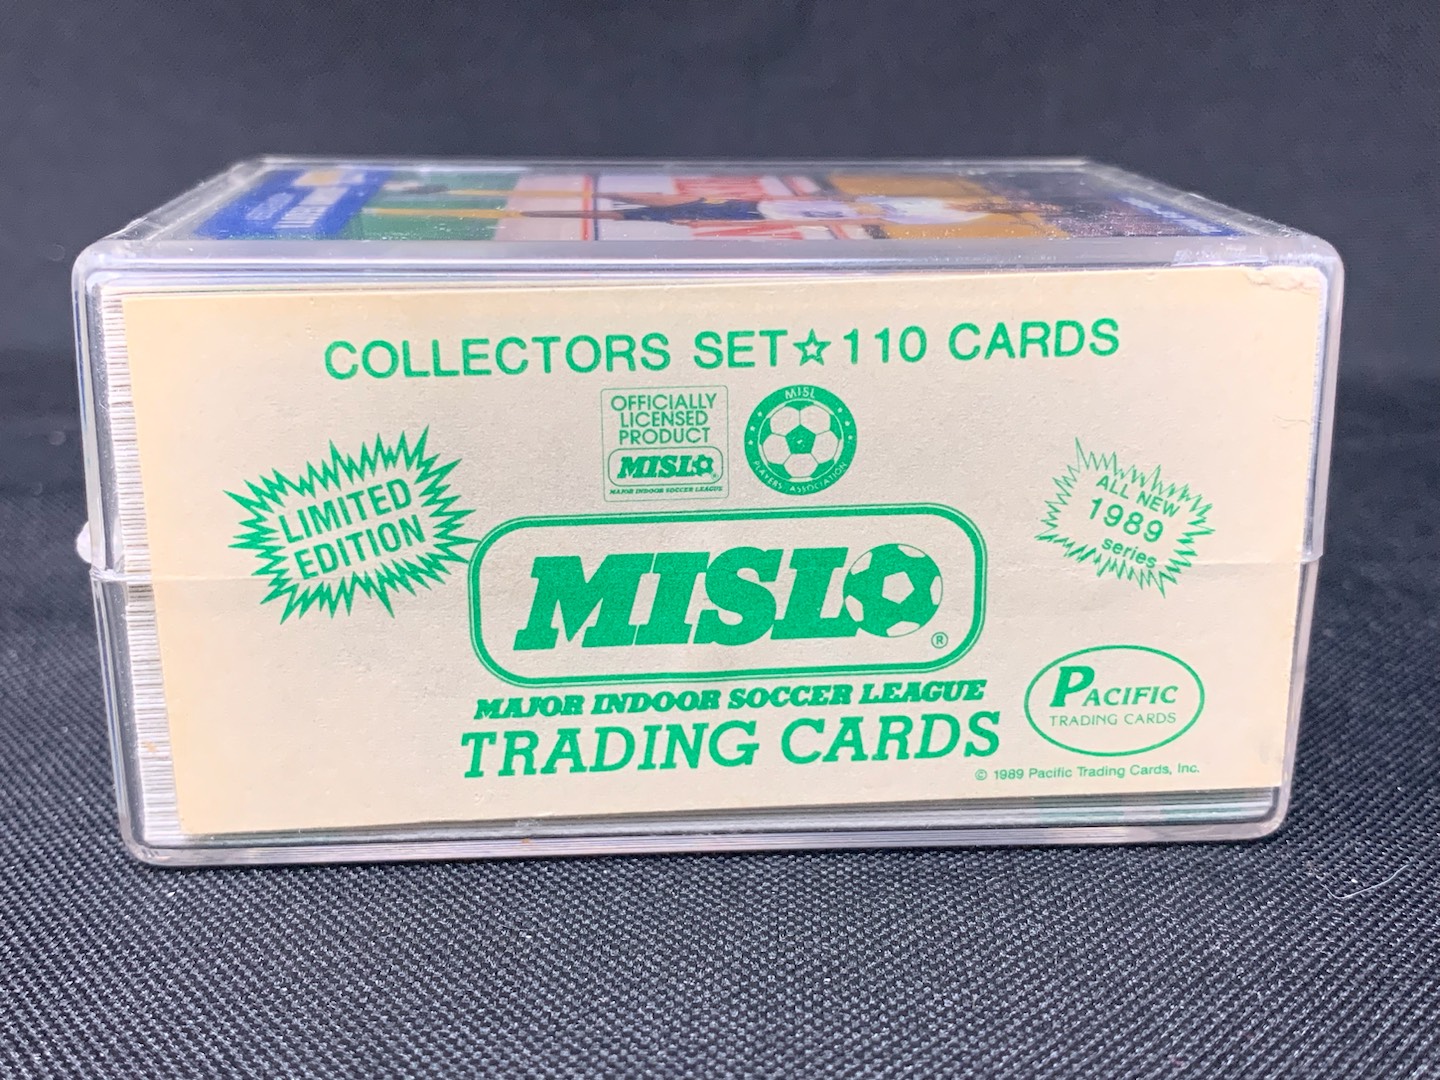 COLLECTORS SET☆110 CARDS
OFFICIALLY
LICENSED
PRODUCT
MISL
MAJOR INDOOR SOCCER LEAGUE
MISL
PLAYERS ASSOCIATION
LIMITED
EDITION
ALL NEW
1989
series
MISL®
MAJOR INDOOR SOCCER LEAGUE
TRADING CARDS
PACIFIC
TRADING CARDS
© 1989 Pacific Trading Cards, Inc.